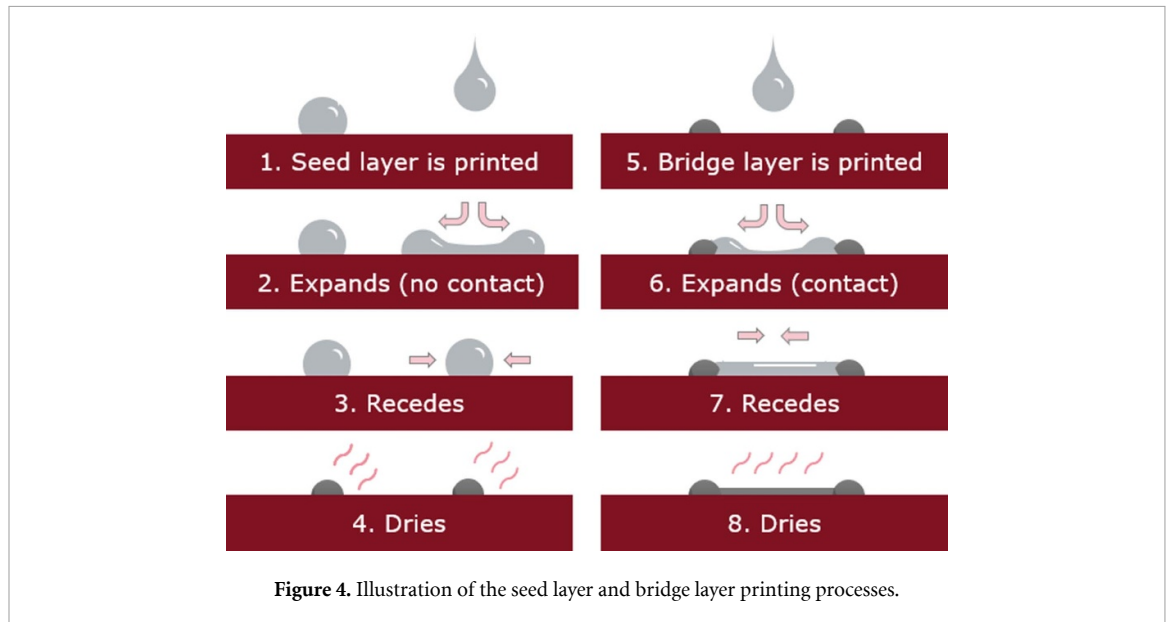 1. Seed layer is printed
2. Expands (no contact)
3. Recedes
4. Dries
5. Bridge layer is printed
6. Expands (contact)
7. Recedes
8. Dries
Figure 4. Illustration of the seed layer and bridge layer printing processes.